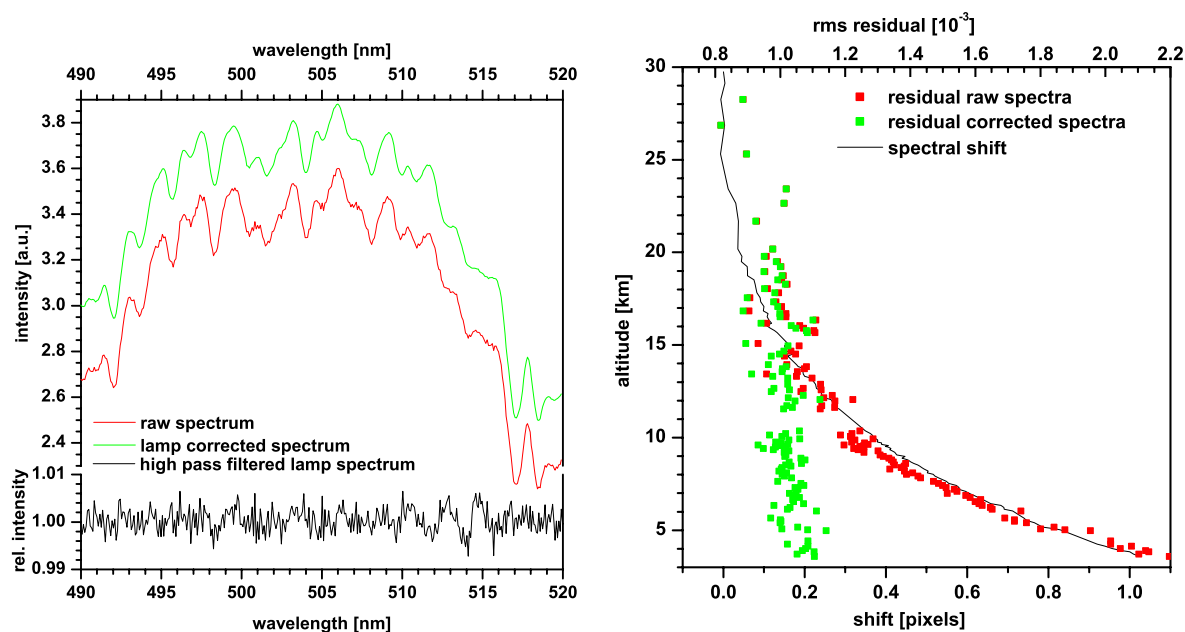 wavelength [nm]
490 495 500 505 510 515 520
3.8
3.6
3.4
3.2
3.0
2.8
2.6
2.4
intensity [a.u.]
raw spectrum
lamp corrected spectrum
high pass filtered lamp spectrum
1.01
1.00
0.99
rel. intensity
490 495 500 505 510 515 520
wavelength [nm]
rms residual [10⁻³]
0.8 1.0 1.2 1.4 1.6 1.8 2.0 2.2
30
25
20
15
10
5
altitude [km]
residual raw spectra
residual corrected spectra
spectral shift
0.0 0.2 0.4 0.6 0.8 1.0
shift [pixels]